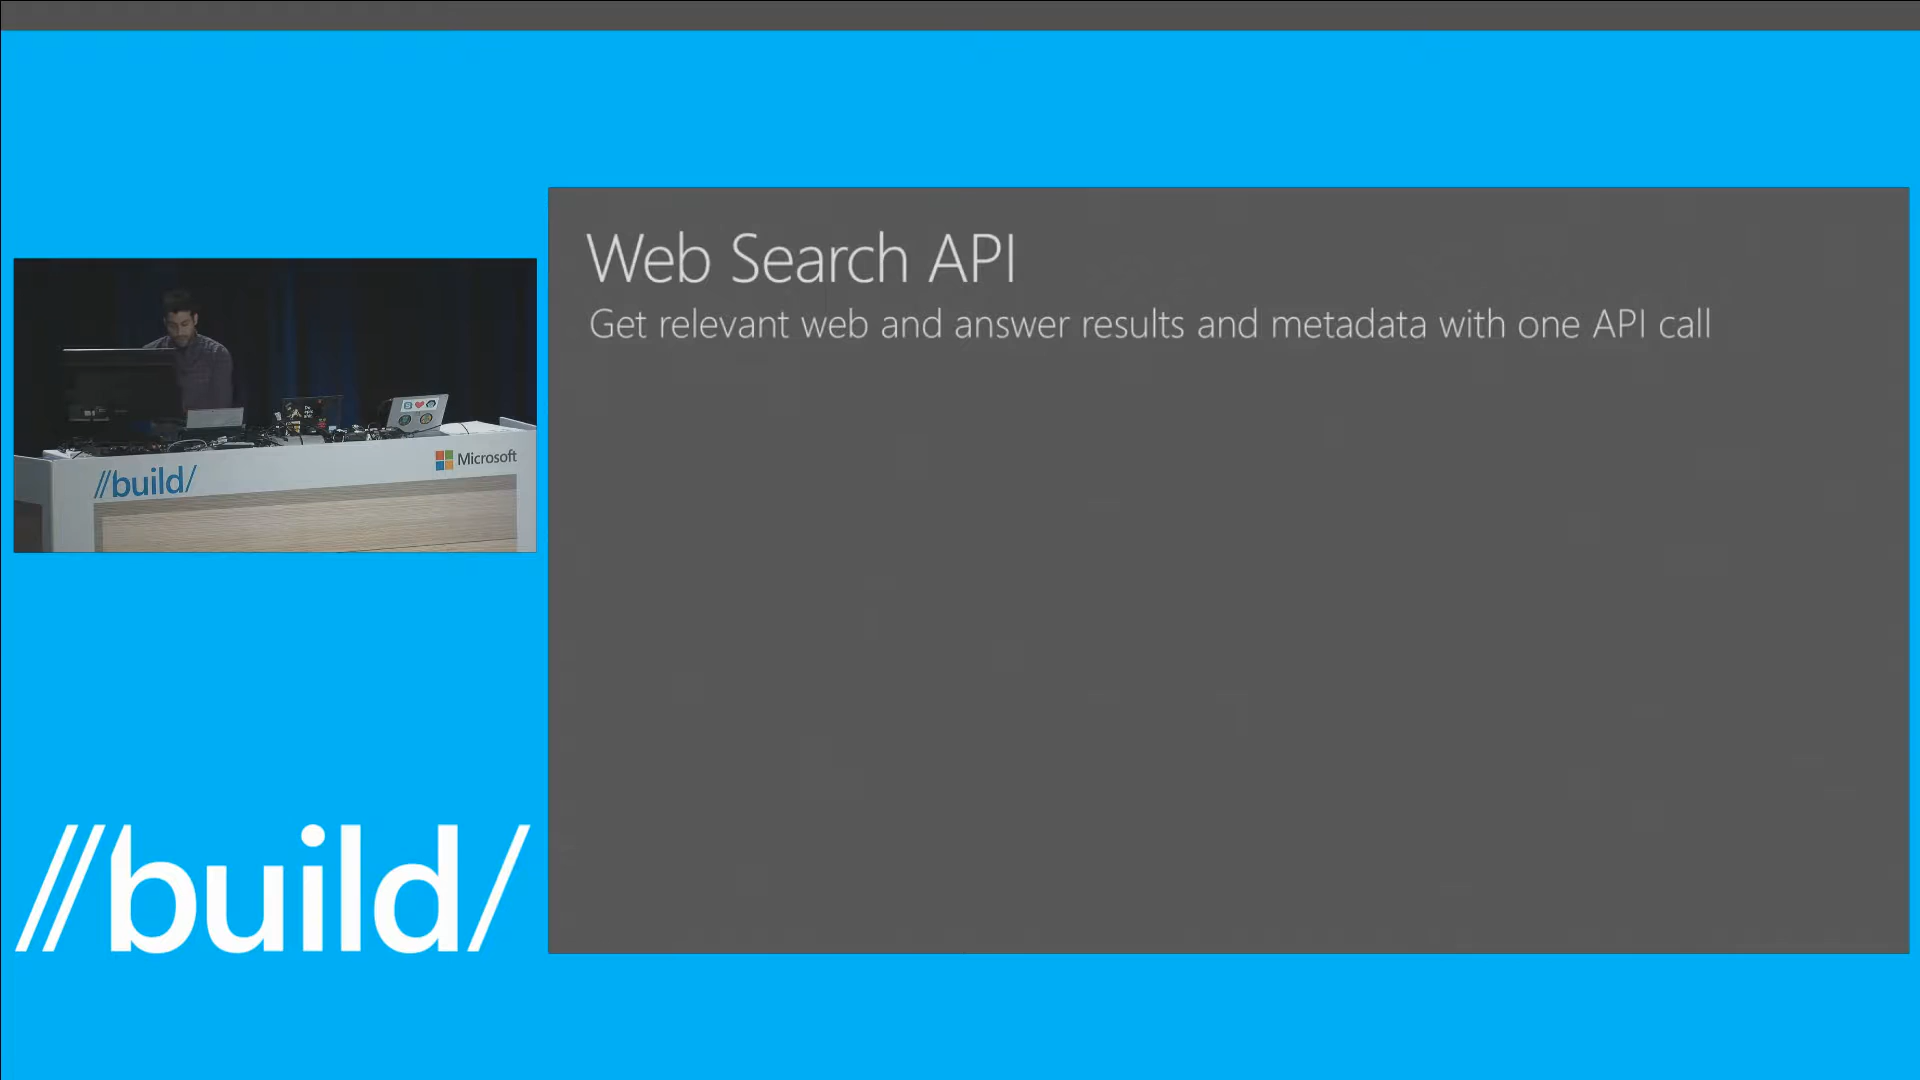 Web Search API
Get relevant web and answer results and metadata with one API call
//build/
Microsoft
//build/